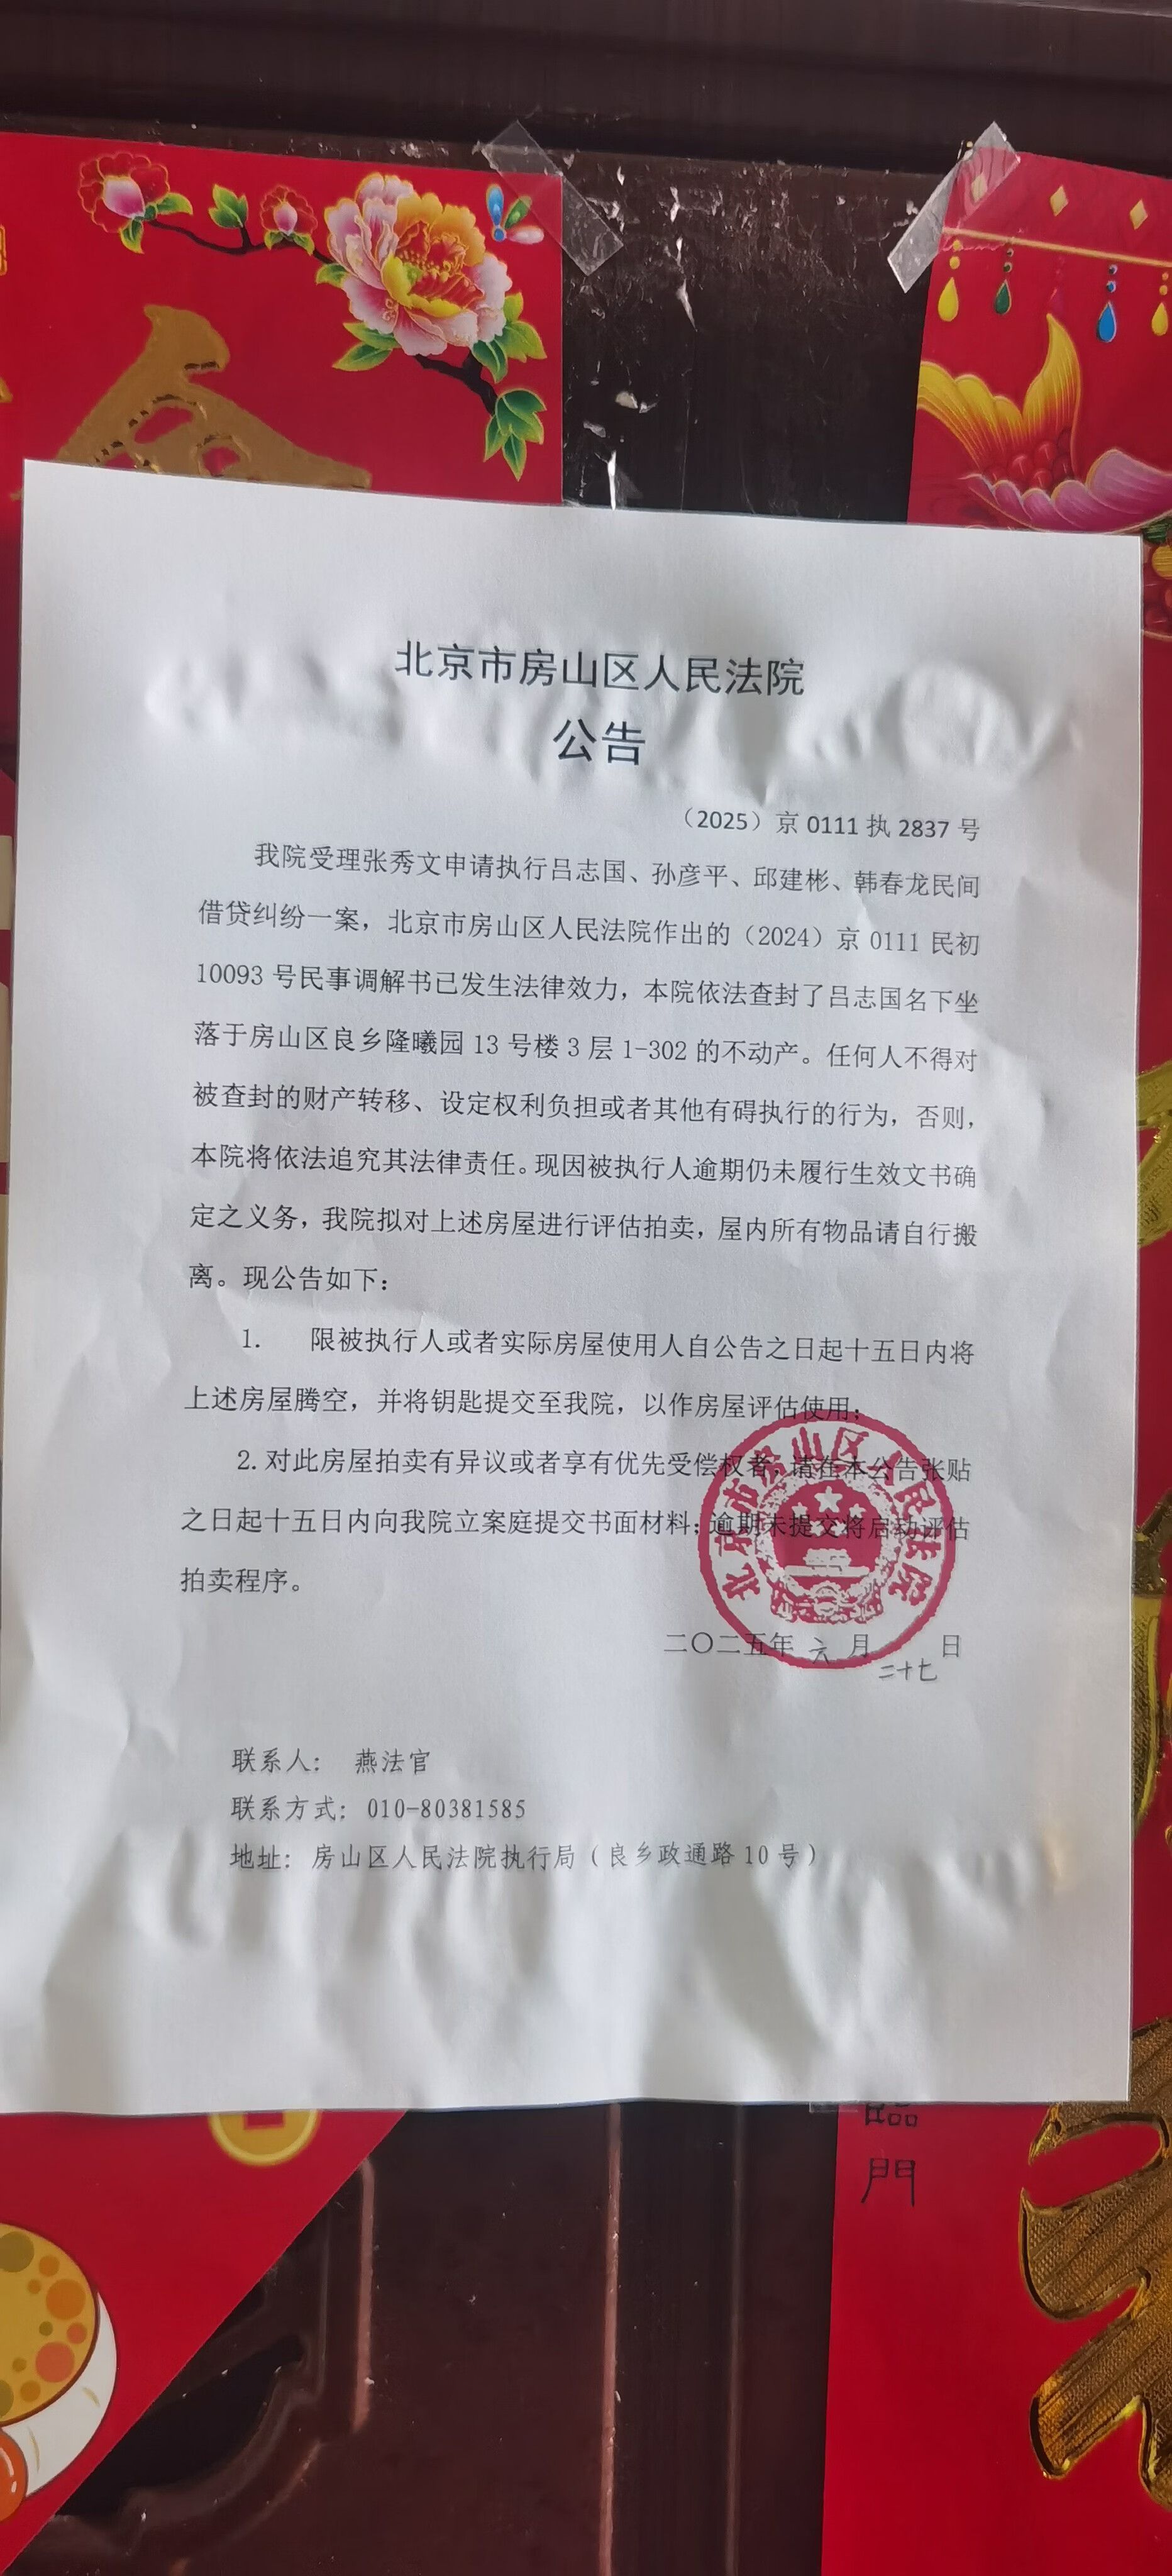 北京市房山区人民法院
公告
（2025）京 0111 执 2837 号
我院受理张秀文申请执行吕志国、孙彦平、邱建彬、韩春龙民间
借贷纠纷一案，北京市房山区人民法院作出的（2024）京 0111 民初
10093 号民事调解书已发生法律效力，本院依法查封了吕志国名下坐
落于房山区良乡隆曦园 13 号楼 3 层 1-302 的不动产。任何人不得对
被查封的财产转移、设定权利负担或者其他有碍执行的行为，否则，
本院将依法追究其法律责任。现因被执行人逾期仍未履行生效文书确
定之义务，我院拟对上述房屋进行评估拍卖，屋内所有物品请自行搬
离。现公告如下：
1. 限被执行人或者实际房屋使用人自公告之日起十五日内将
上述房屋腾空，并将钥匙提交至我院，以作房屋评估使用；
2. 对此房屋拍卖有异议或者享有优先受偿权者，请在本公告张贴
之日起十五日内向我院立案庭提交书面材料；逾期未提交将启动评估
拍卖程序。
北京市房山区人民法院
二〇二五年六月二十七日
联系人： 燕法官
联系方式：010-80381585
地址：房山区人民法院执行局（良乡政通路 10 号）
臨
門